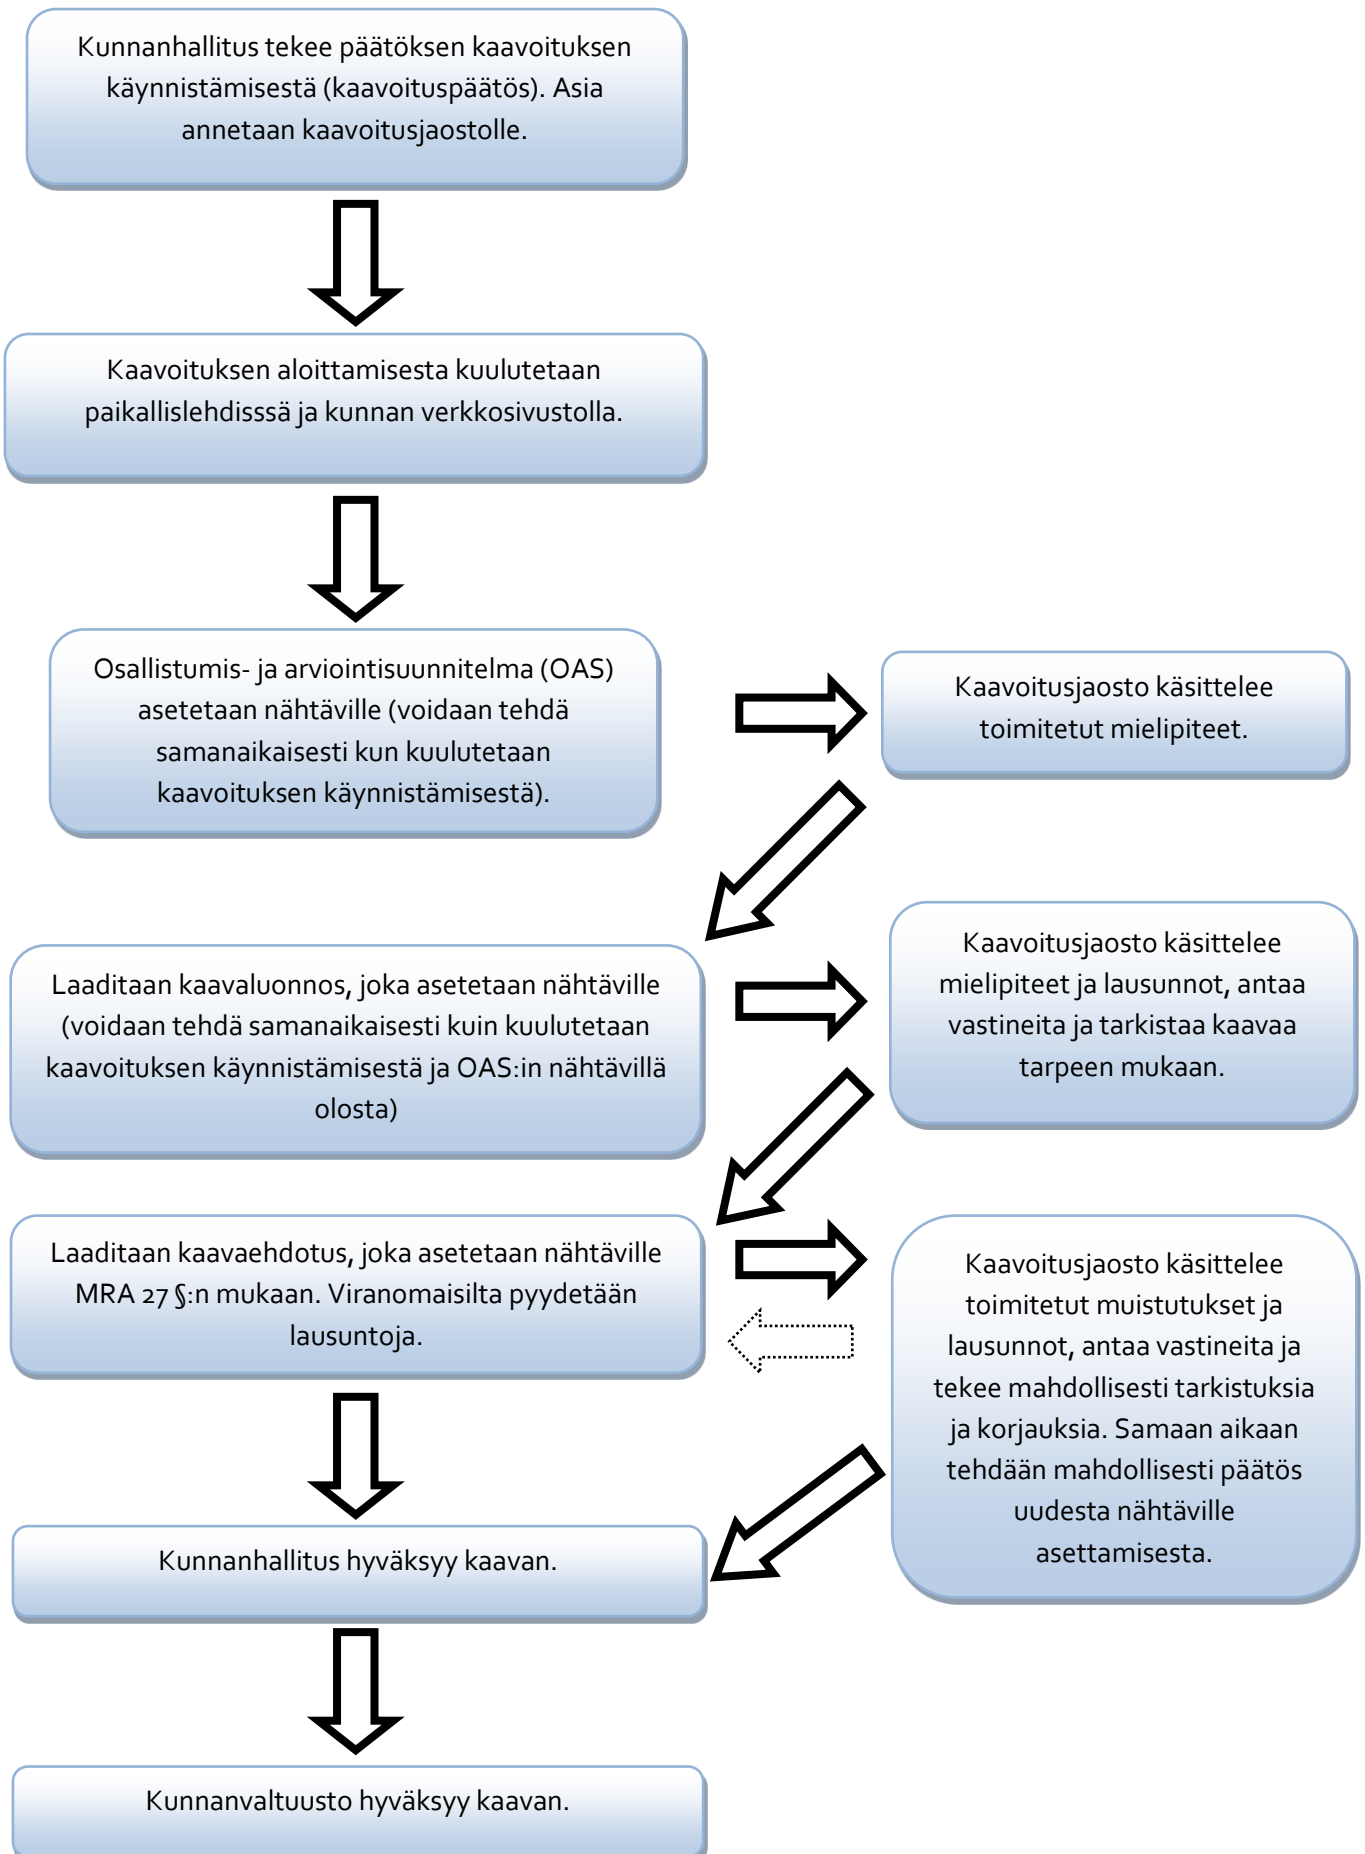 Kunnanhallitus tekee päätöksen kaavoituksen
käynnistämisestä (kaavoituspäätös). Asia
annetaan kaavoitusjaostolle.
Kaavoituksen aloittamisesta kuulutetaan
paikallislehdisssä ja kunnan verkkosivustolla.
Osallistumis- ja arviointisuunnitelma (OAS)
asetetaan nähtäville (voidaan tehdä
samanaikaisesti kun kuulutetaan
kaavoituksen käynnistämisestä).
Kaavoitusjaosto käsittelee
toimitetut mielipiteet.
Laaditaan kaavaluonnos, joka asetetaan nähtäville
(voidaan tehdä samanaikaisesti kuin kuulutetaan
kaavoituksen käynnistämisestä ja OAS:in nähtävillä
olosta)
Kaavoitusjaosto käsittelee
mielipiteet ja lausunnot, antaa
vastineita ja tarkistaa kaavaa
tarpeen mukaan.
Laaditaan kaavaehdotus, joka asetetaan nähtäville
MRA 27 §:n mukaan. Viranomaisilta pyydetään
lausuntoja.
Kaavoitusjaosto käsittelee
toimitetut muistutukset ja
lausunnot, antaa vastineita ja
tekee mahdollisesti tarkistuksia
ja korjauksia. Samaan aikaan
tehdään mahdollisesti päätös
uudesta nähtäville
asettamisesta.
Kunnanhallitus hyväksyy kaavan.
Kunnanvaltuusto hyväksyy kaavan.